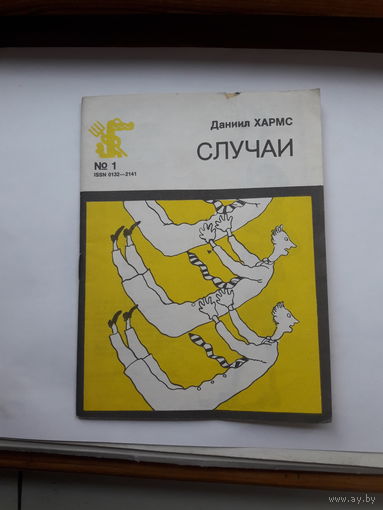 Даниил ХАРМС
СЛУЧАИ
№ 1
ISSN 0132—2141
www.ay.by